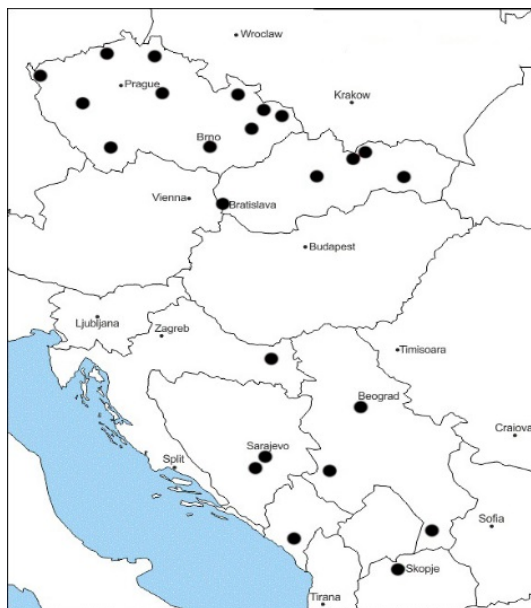 Wroclaw
Prague
Krakow
Brno
Vienna
Bratislava
Budapest
Ljubljana
Zagreb
Timisoara
Beograd
Craiova
Sarajevo
Split
Sofia
Skopje
Tirana